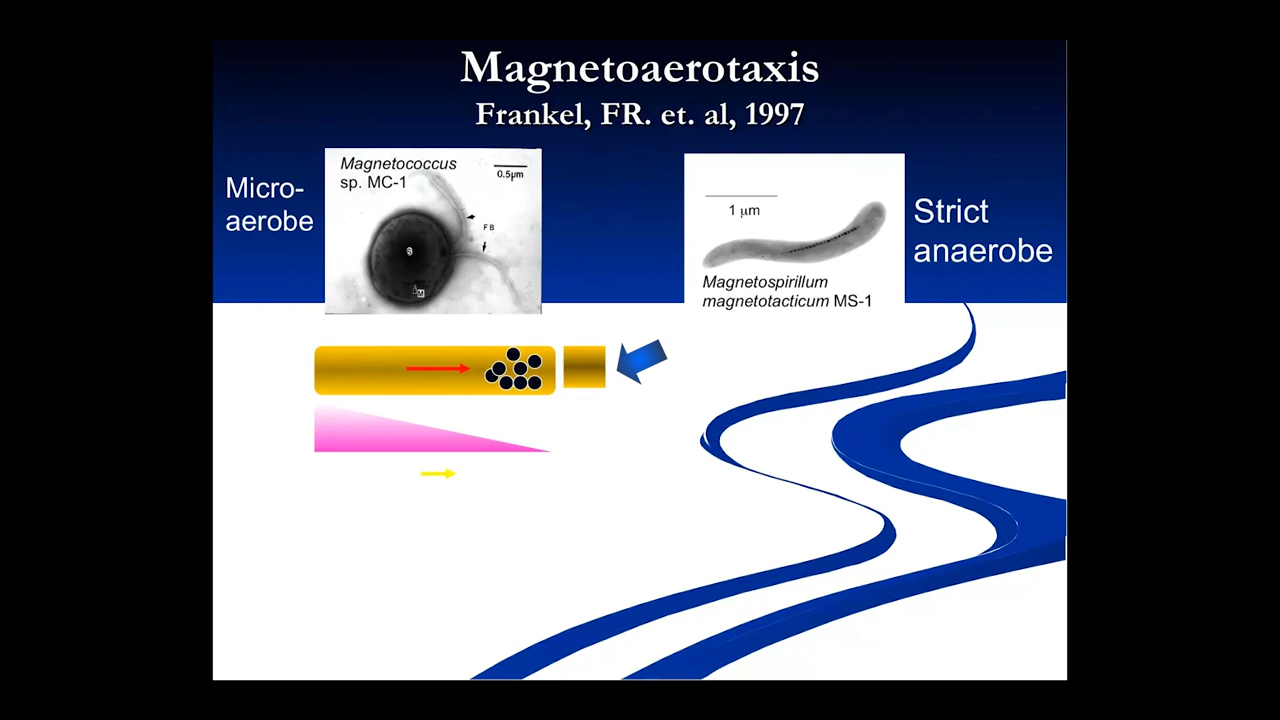 Magnetoaerotaxis
Frankel, FR. et. al, 1997
Micro-
aerobe
Magnetococcus
sp. MC-1
0.5µm
F B
S
M
1 µm
Magnetospirillum
magnetotacticum MS-1
Strict
anaerobe